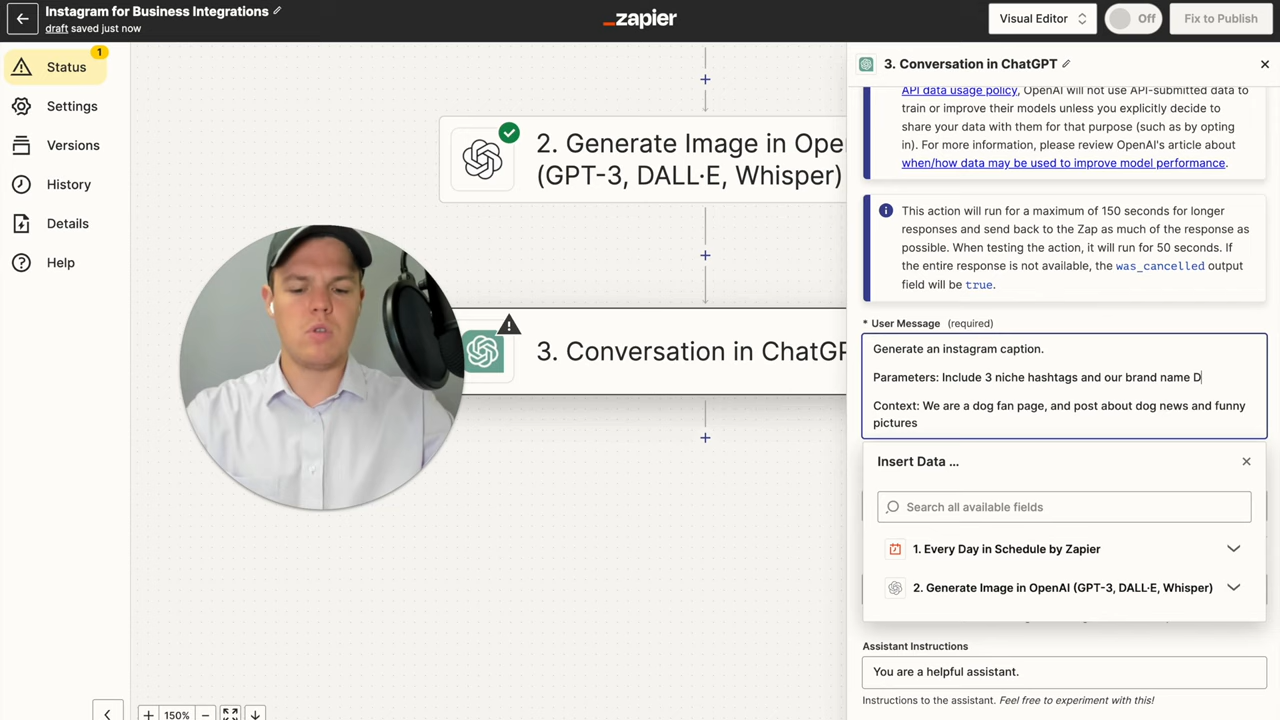 Instagram for Business Integrations
draft saved just now
zapier
Visual Editor
Off
Fix to Publish
Status
1
Settings
Versions
History
Details
Help
2. Generate Image in Ope
(GPT-3, DALL·E, Whisper)
3. Conversation in ChatGP
150%
3. Conversation in ChatGPT
API data usage policy, OpenAI will not use API-submitted data to
train or improve their models unless you explicitly decide to
share your data with them for that purpose (such as by opting
in). For more information, please review OpenAI's article about
when/how data may be used to improve model performance.
This action will run for a maximum of 150 seconds for longer
responses and send back to the Zap as much of the response as
possible. When testing the action, it will run for 50 seconds. If
the entire response is not available, the was_cancelled output
field will be true.
* User Message (required)
Generate an instagram caption.
Parameters: Include 3 niche hashtags and our brand name D
Context: We are a dog fan page, and post about dog news and funny
pictures
Insert Data ...
Search all available fields
1. Every Day in Schedule by Zapier
2. Generate Image in OpenAI (GPT-3, DALL·E, Whisper)
Assistant Instructions
You are a helpful assistant.
Instructions to the assistant. Feel free to experiment with this!